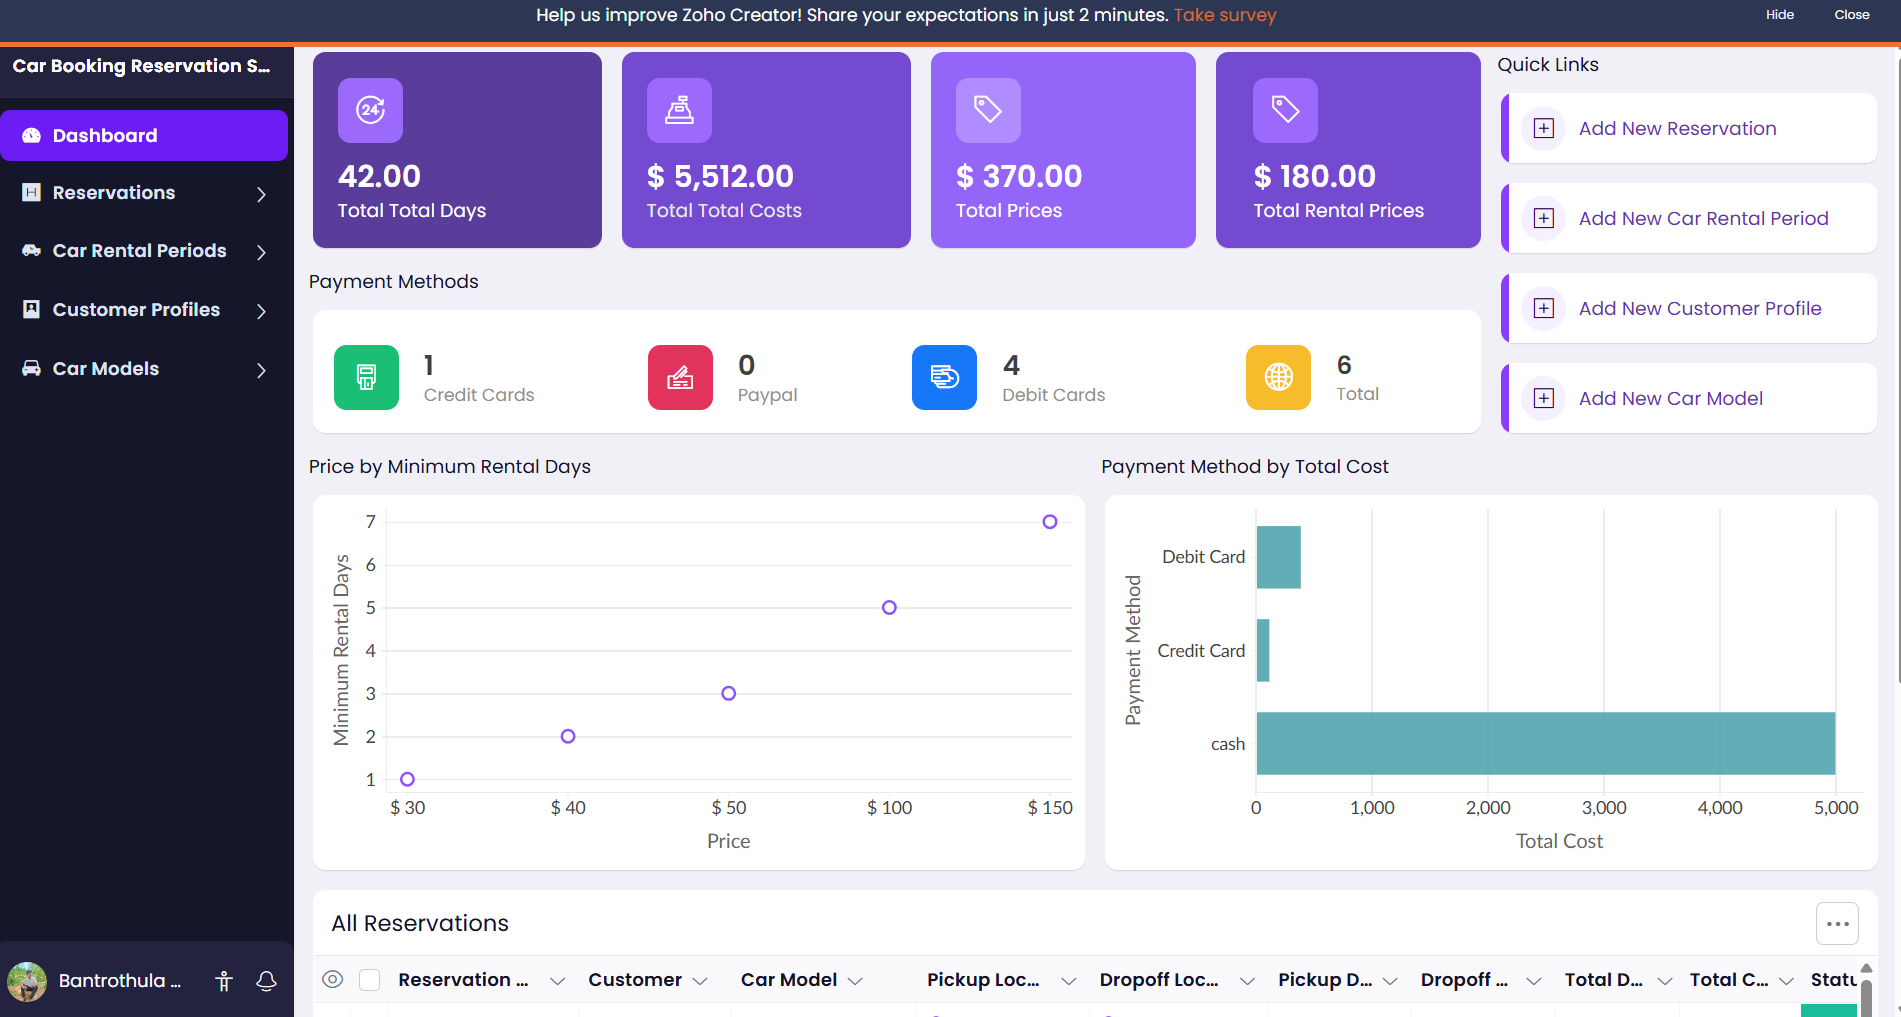 Help us improve Zoho Creator! Share your expectations in just 2 minutes. Take survey
Hide
Close
Car Booking Reservation S...
Dashboard
Reservations
Car Rental Periods
Customer Profiles
Car Models
Bantrothula ...
24
42.00
Total Total Days
$ 5,512.00
Total Total Costs
$ 370.00
Total Prices
$ 180.00
Total Rental Prices
Quick Links
Add New Reservation
Add New Car Rental Period
Add New Customer Profile
Add New Car Model
Payment Methods
1
Credit Cards
0
Paypal
4
Debit Cards
6
Total
Price by Minimum Rental Days
Minimum Rental Days
7
6
5
4
3
2
1
$ 30 $ 40 $ 50 $ 100 $ 150
Price
Payment Method by Total Cost
Payment Method
Debit Card
Credit Card
cash
0 1,000 2,000 3,000 4,000 5,000
Total Cost
All Reservations
Reservation ... Customer Car Model Pickup Loc... Dropoff Loc... Pickup D... Dropoff ... Total D... Total C... Statu